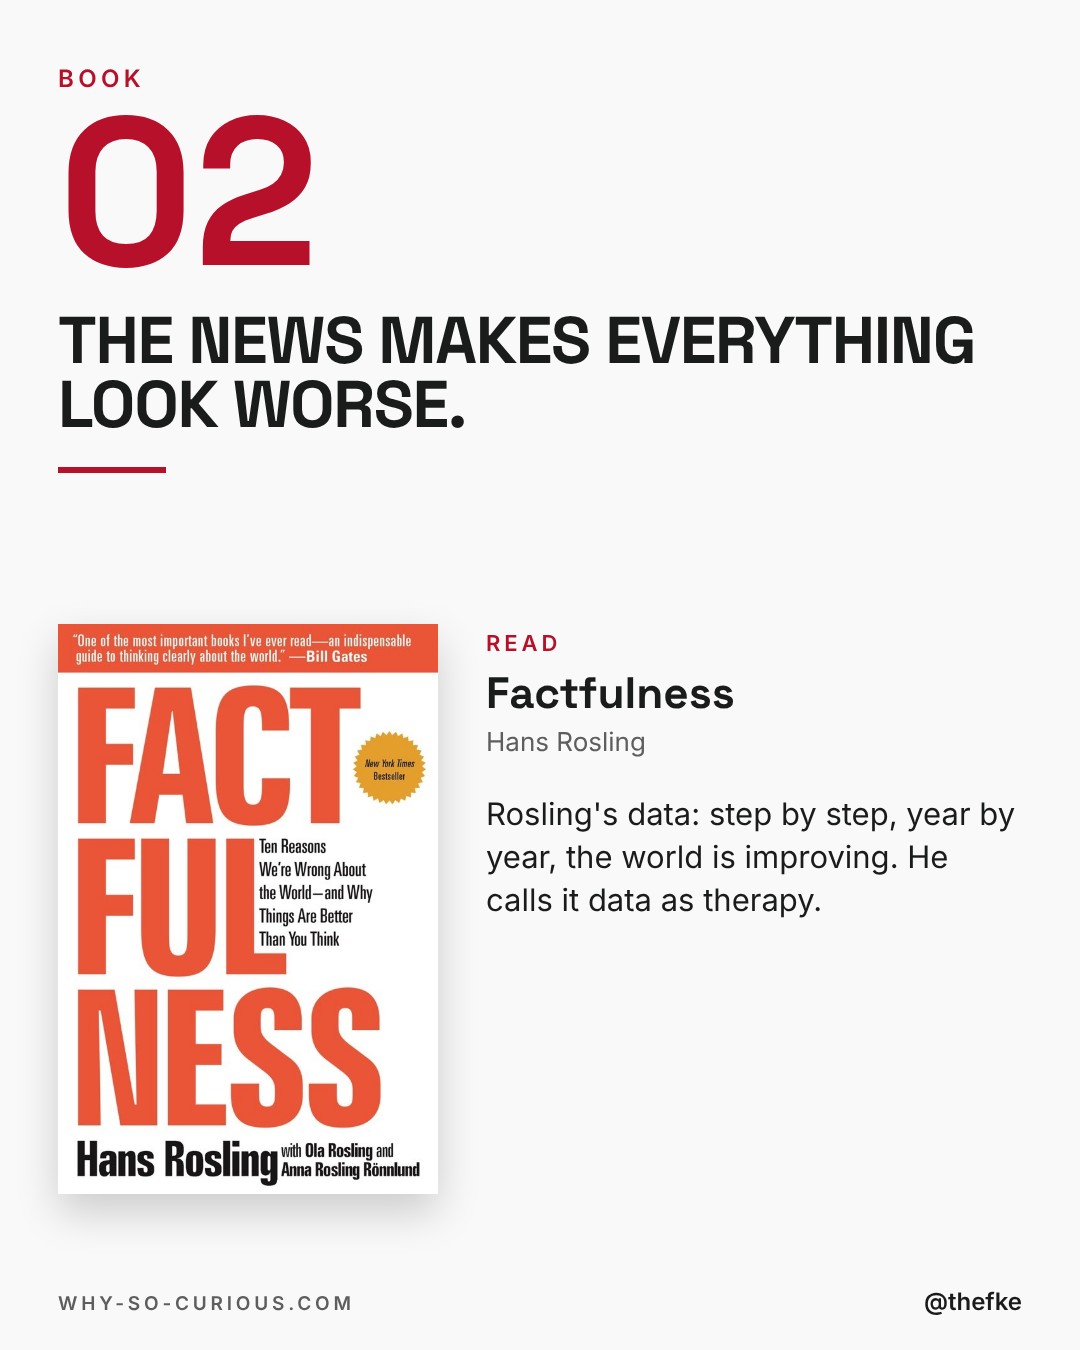 BOOK
02
THE NEWS MAKES EVERYTHING
LOOK WORSE.
"One of the most important books I've ever read—an indispensable
guide to thinking clearly about the world." —Bill Gates
FACT
New York Times
Bestseller
FUL
Ten Reasons
We're Wrong About
the World—and Why
Things Are Better
Than You Think
NESS
Hans Rosling with Ola Rosling and
Anna Rosling Rönnlund
READ
Factfulness
Hans Rosling
Rosling's data: step by step, year by
year, the world is improving. He
calls it data as therapy.
WHY-SO-CURIOUS.COM
@thefke